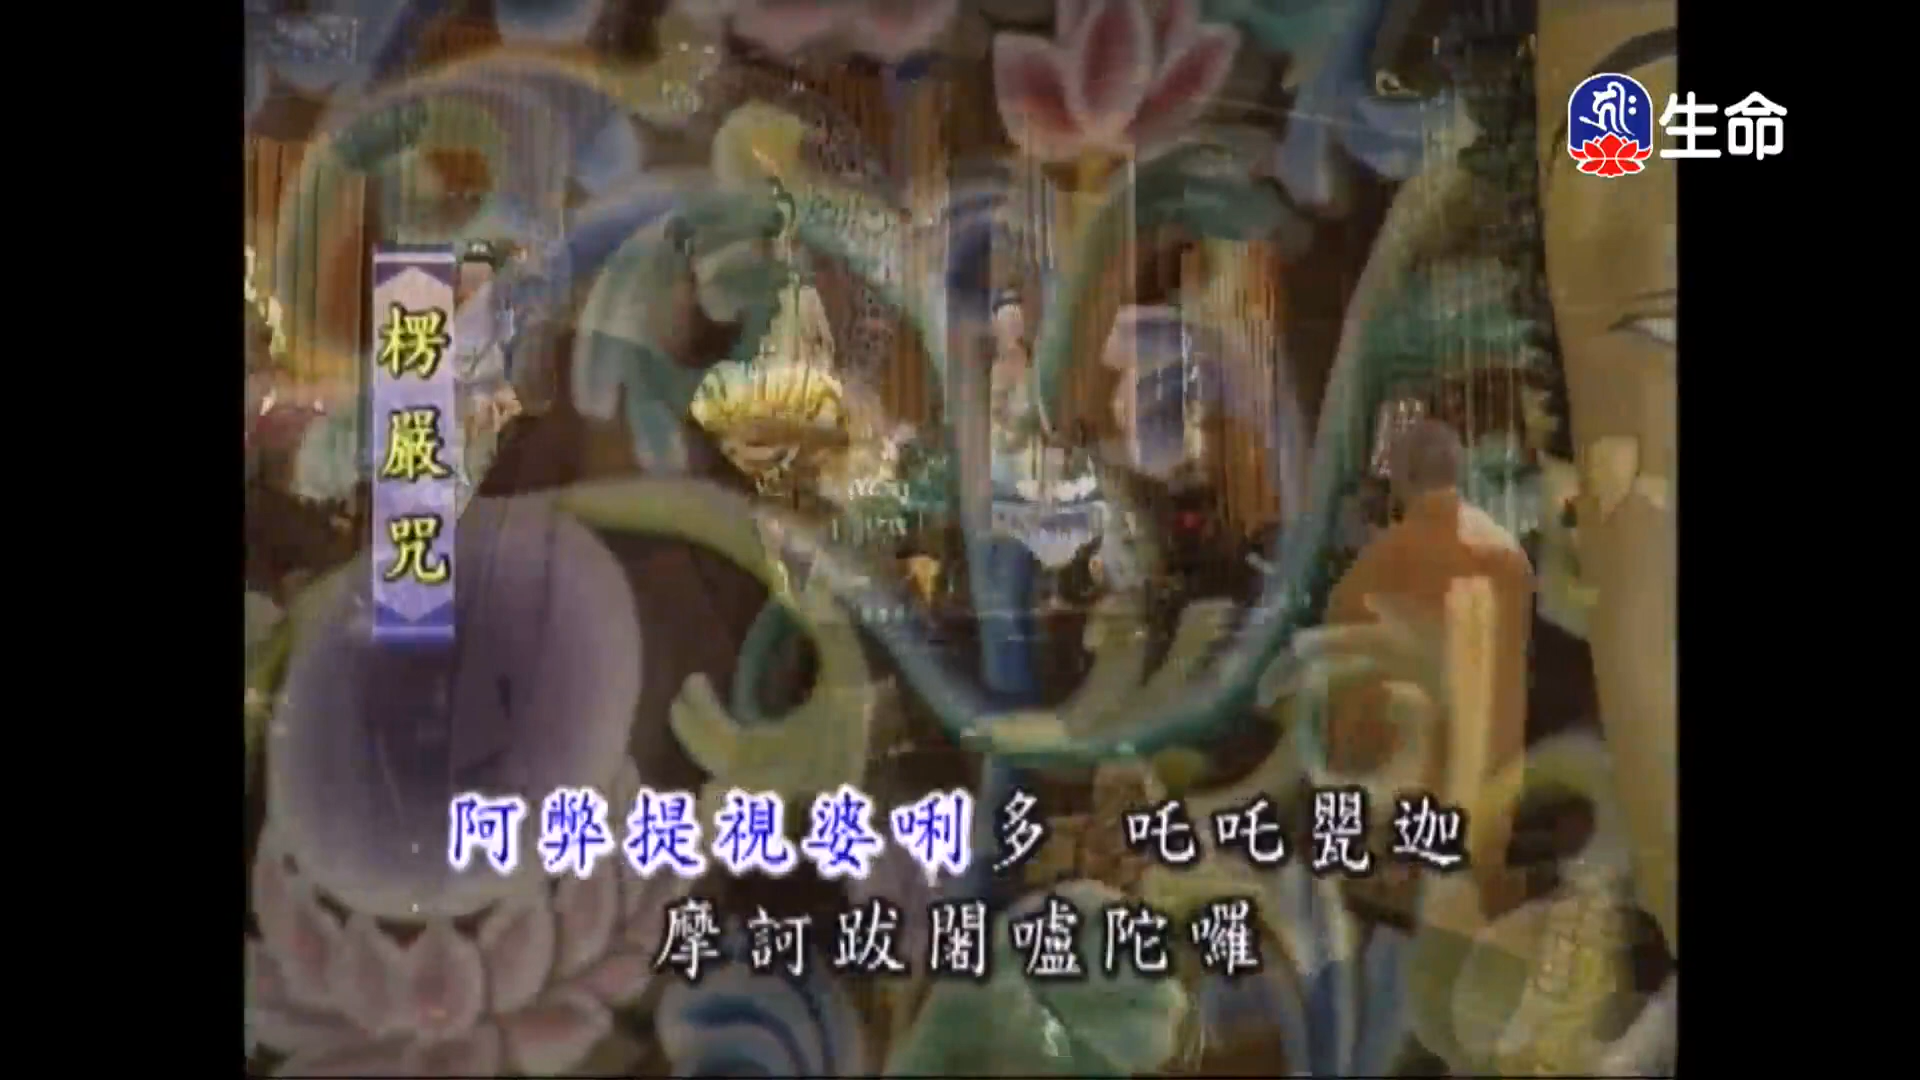 生命
楞嚴咒
阿弊提視婆唎多 吒吒甖迦
摩訶跋闍嚧陀囉